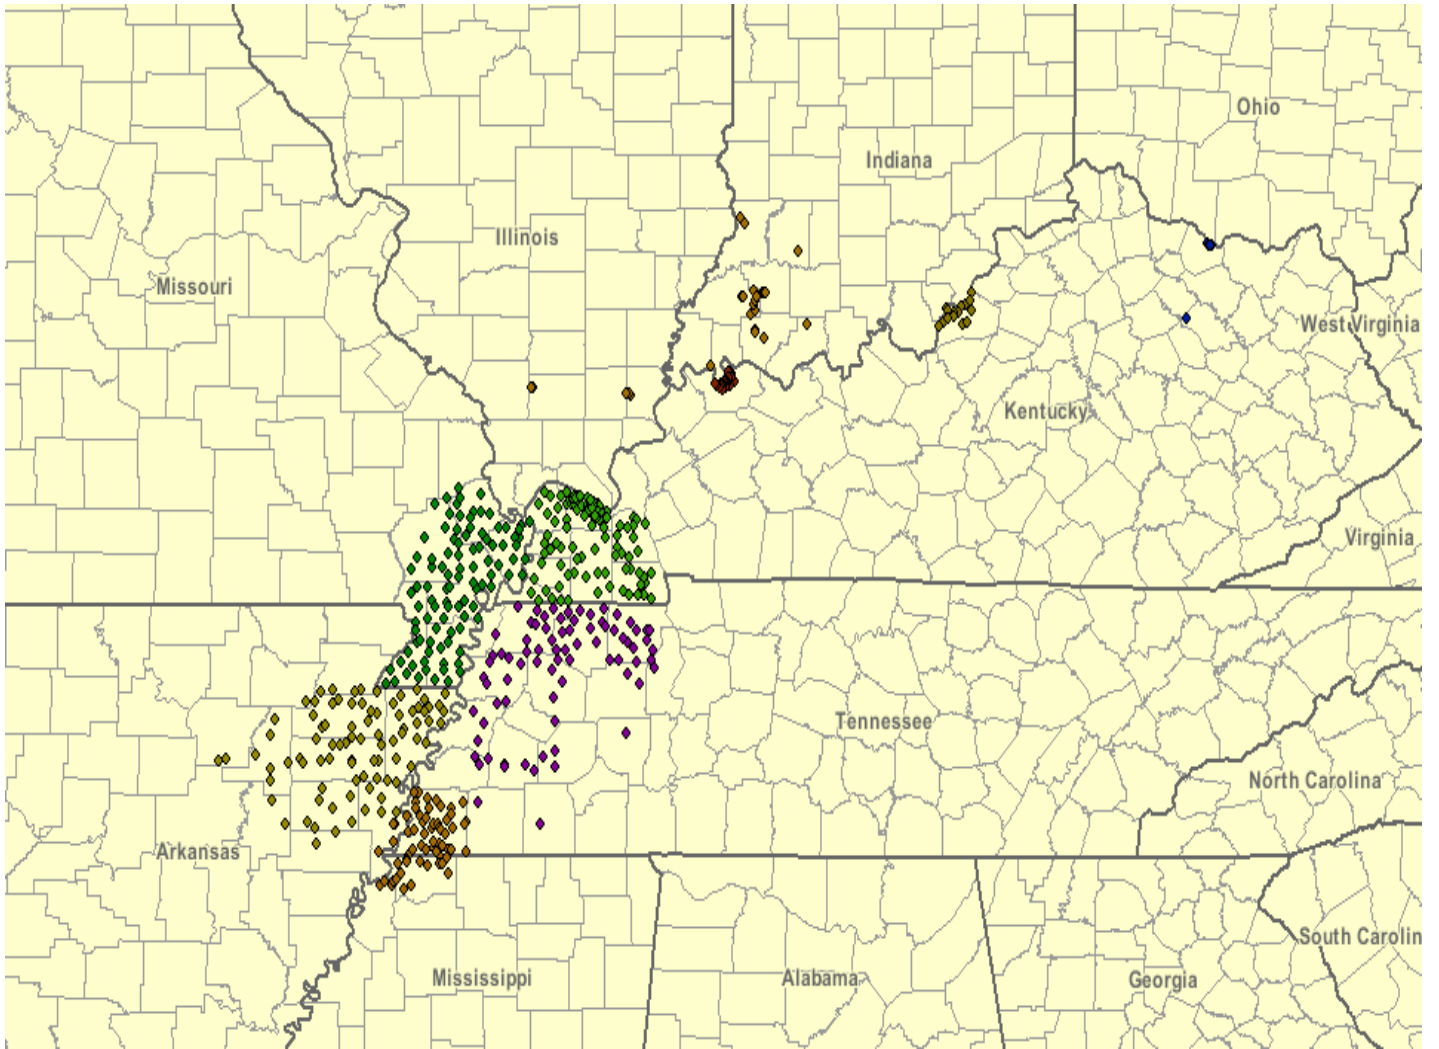 Ohio
Indiana
Illinois
Missouri
West Virginia
Kentucky
Virginia
Tennessee
North Carolina
Arkansas
South Carolin
Mississippi
Alabama
Georgia